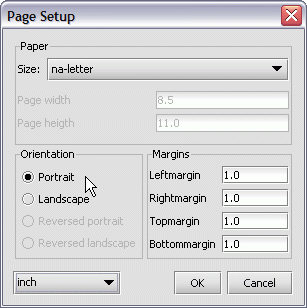 Page Setup
Paper
Size: na-letter
Page width 8.5
Page heigth 11.0
Orientation
Portrait
Landscape
Reversed portrait
Reversed landscape
Margins
Leftmargin 1.0
Rightmargin 1.0
Topmargin 1.0
Bottommargin 1.0
inch OK Cancel